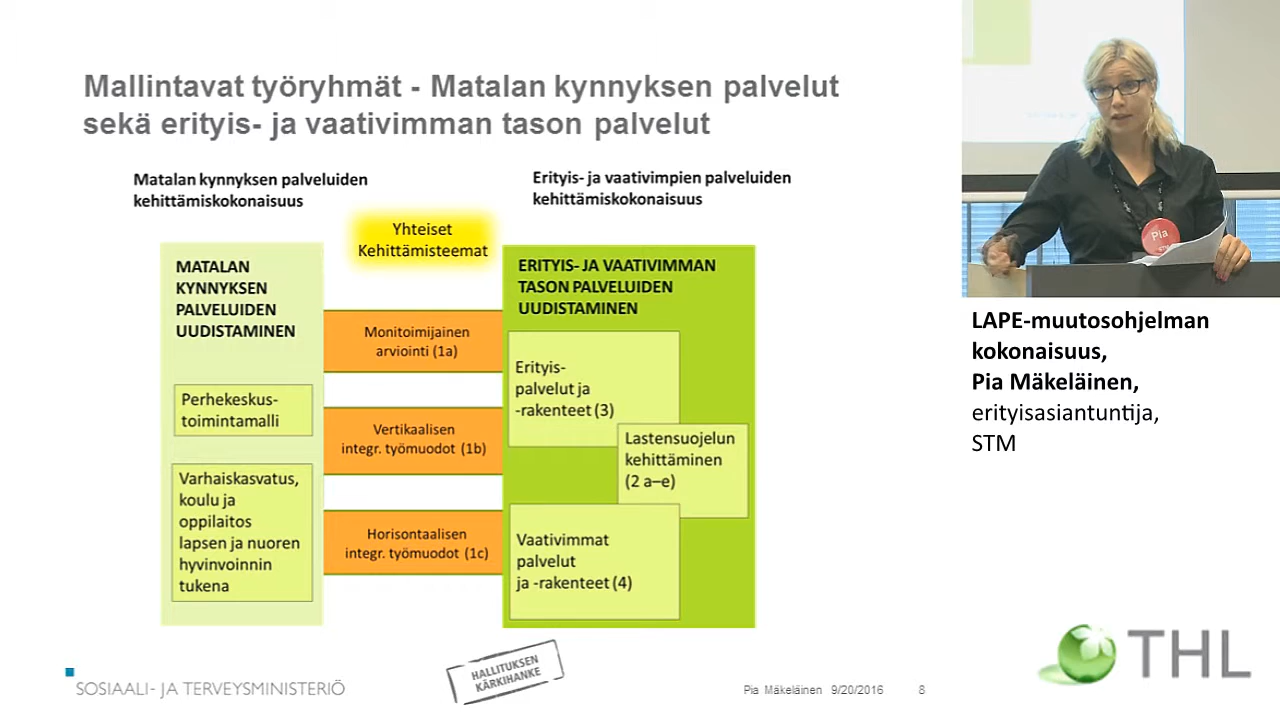 Mallintavat työryhmät - Matalan kynnyksen palvelut
sekä erityis- ja vaativimman tason palvelut
Matalan kynnyksen palveluiden
kehittämiskokonaisuus
Erityis- ja vaativimpien palveluiden
kehittämiskokonaisuus
Yhteiset
Kehittämisteemat
MATALAN
KYNNYKSEN
PALVELUIDEN
UUDISTAMINEN
Perhekeskus-
toimintamalli
Varhaiskasvatus,
koulu ja
oppilaitos
lapsen ja nuoren
hyvinvoinnin
tukena
Monitoimijainen
arviointi (1a)
Vertikaalisen
integr. työmuodot (1b)
Horisontaalisen
integr. työmuodot (1c)
ERITYIS- JA VAATIVIMMAN
TASON PALVELUIDEN
UUDISTAMINEN
Erityis-
palvelut ja
-rakenteet (3)
Lastensuojelun
kehittäminen
(2 a–e)
Vaativimmat
palvelut
ja -rakenteet (4)
SOSIAALI- JA TERVEYSMINISTERIÖ
HALLITUKSEN
KÄRKIHANKE
Pia Mäkeläinen 9/20/2016 8
Pia
STM
LAPE-muutosohjelman
kokonaisuus,
Pia Mäkeläinen,
erityisasiantuntija,
STM
THL